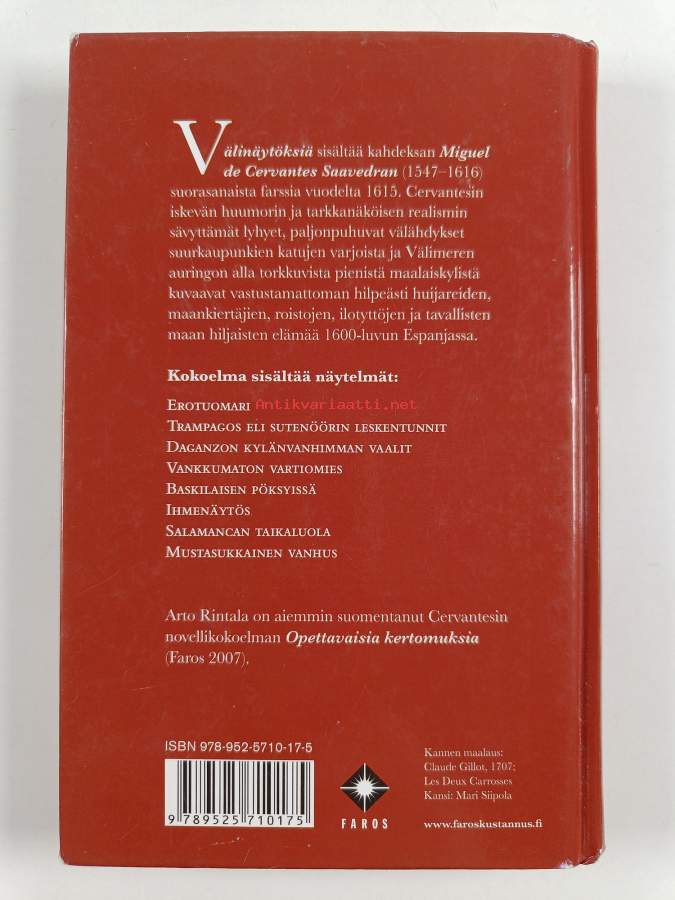 Välinäytöksiä sisältää kahdeksan Miguel
de Cervantes Saavedran (1547–1616)
suorasanaista farssia vuodelta 1615. Cervantesin
iskevän huumorin ja tarkkanäköisen realismin
sävyttämät lyhyet, paljonpuhuvat välähdykset
suurkaupunkien katujen varjoista ja Välimeren
auringon alla torkkuvista pienistä maalaiskylistä
kuvaavat vastustamattoman hilpeästi huijareiden,
maankiertäjien, roistojen, ilotyttöjen ja tavallisten
maan hiljaisten elämää 1600-luvun Espanjassa.
Kokoelma sisältää näytelmät:
Erotuomari Antikvariaatti.net
Trampagos eli sutenöörin leskentunnit
Daganzon kylänvanhimman vaalit
Vankkumaton vartiomies
Baskilaisen pöksyissä
Ihmenäytös
Salamancan taikaluola
Mustasukkainen vanhus
Arto Rintala on aiemmin suomentanut Cervantesin
novellikokoelman Opettavaisia kertomuksia
(Faros 2007).
ISBN 978-952-5710-17-5
9 789525 710175
FAROS
Kannen maalaus:
Claude Gillot, 1707;
Les Deux Carrosses
Kansi: Mari Siipola
www.faroskustannus.fi